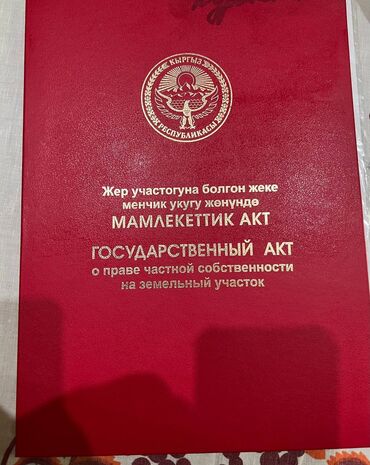 КЫРГЫЗ
РЕСПУБЛИКАСЫ
Жер участогуна болгон жеке
менчик укугу жөнүндө
МАМЛЕКЕТТИК АКТ
ГОСУДАРСТВЕННЫЙ АКТ
о праве частной собственности
на земельный участок